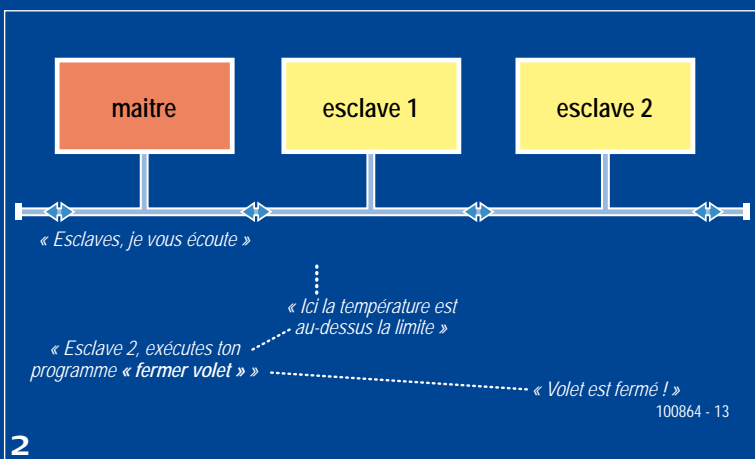 maitre
esclave 1
esclave 2
« Esclaves, je vous écoute »
« Ici la température est
au-dessus la limite »
« Esclave 2, exécutes ton
programme « fermer volet » »
« Volet est fermé ! »
100864 - 13
2